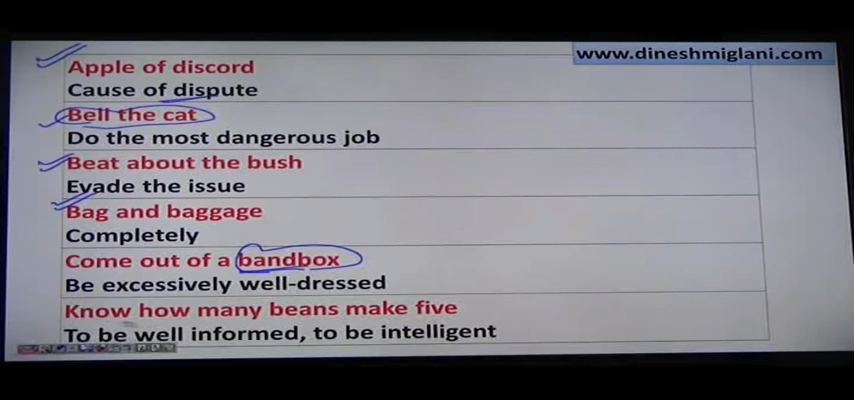 www.dineshmiglani.com
Apple of discord
Cause of dispute
Bell the cat
Do the most dangerous job
Beat about the bush
Evade the issue
Bag and baggage
Completely
Come out of a bandbox
Be excessively well-dressed
Know how many beans make five
To be well informed, to be intelligent